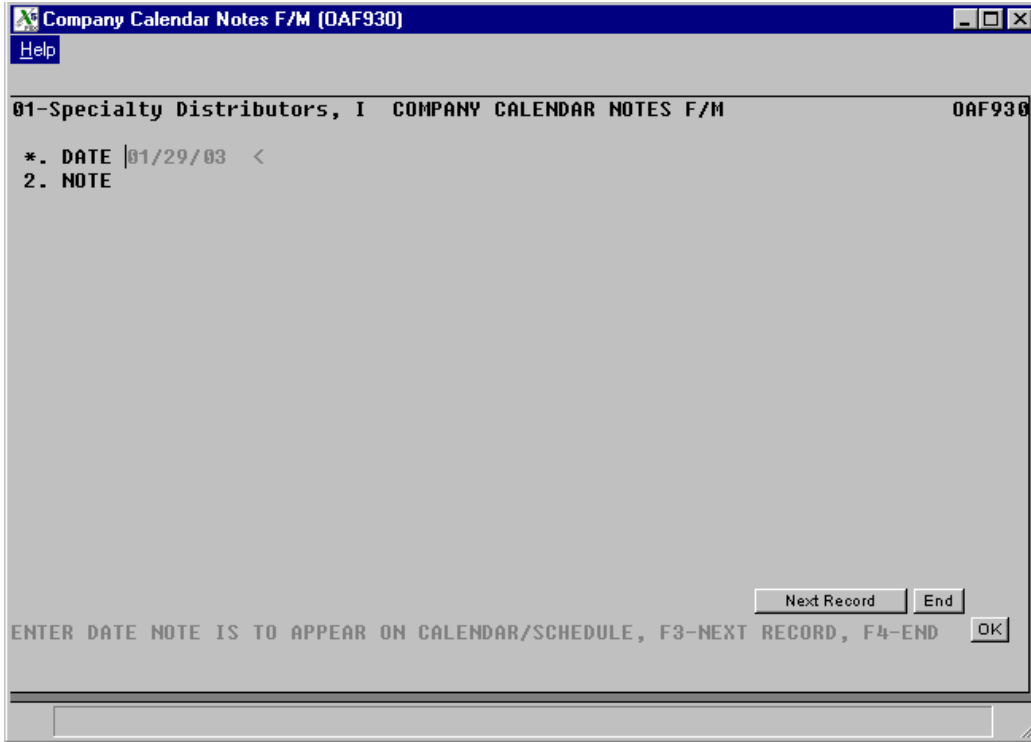 Company Calendar Notes F/M (OAF930)
Help
01-Specialty Distributors, I COMPANY CALENDAR NOTES F/M OAF930
*. DATE 01/29/03 <
2. NOTE
Next Record End
ENTER DATE NOTE IS TO APPEAR ON CALENDAR/SCHEDULE, F3-NEXT RECORD, F4-END OK